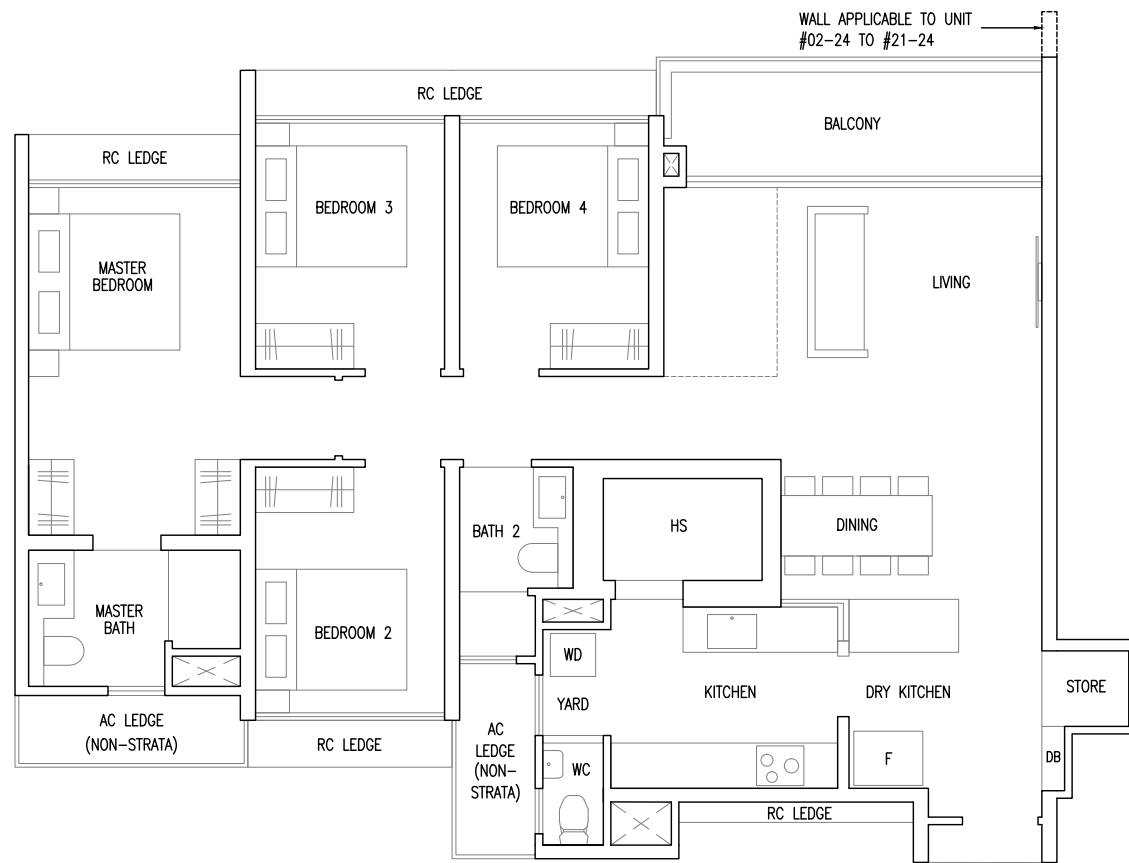 WALL APPLICABLE TO UNIT
#02-24 TO #21-24
RC LEDGE
BALCONY
RC LEDGE
BEDROOM 3
BEDROOM 4
MASTER
BEDROOM
LIVING
BATH 2
HS
DINING
MASTER
BATH
BEDROOM 2
WD
YARD
KITCHEN
DRY KITCHEN
STORE
AC LEDGE
(NON-STRATA)
RC LEDGE
AC
LEDGE
(NON-
STRATA)
WC
F
DB
RC LEDGE